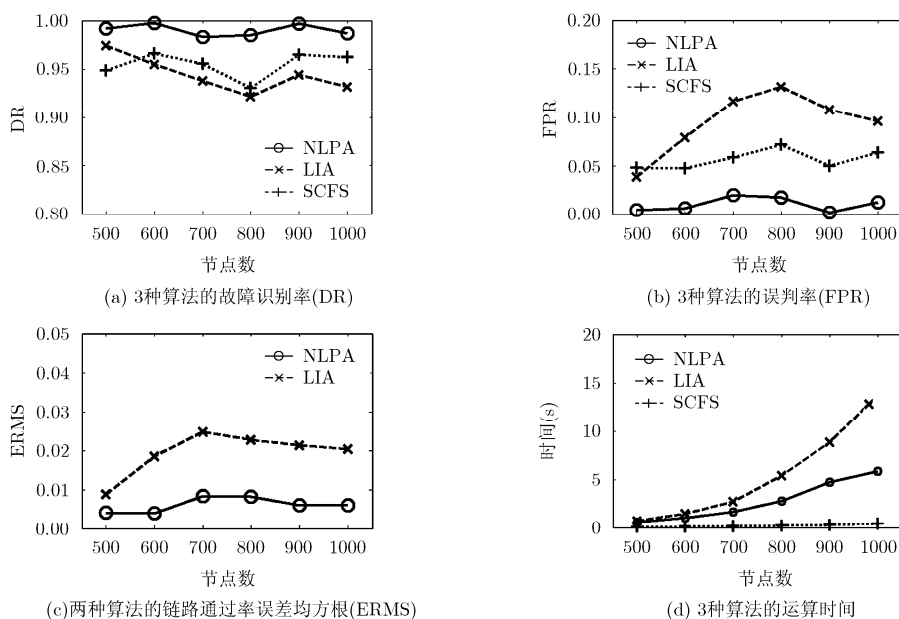 1.00
0.95
0.90
0.85
0.80
DR
NLPA
LIA
SCFS
500 600 700 800 900 1000
节点数
(a) 3种算法的故障识别率(DR)
0.20
0.15
0.10
0.05
0.00
FPR
NLPA
LIA
SCFS
500 600 700 800 900 1000
节点数
(b) 3种算法的误判率(FPR)
0.05
0.04
0.03
0.02
0.01
0.00
ERMS
NLPA
LIA
500 600 700 800 900 1000
节点数
(c)两种算法的链路通过率误差均方根(ERMS)
20
15
10
5
0
时间(s)
NLPA
LIA
SCFS
500 600 700 800 900 1000
节点数
(d) 3种算法的运算时间